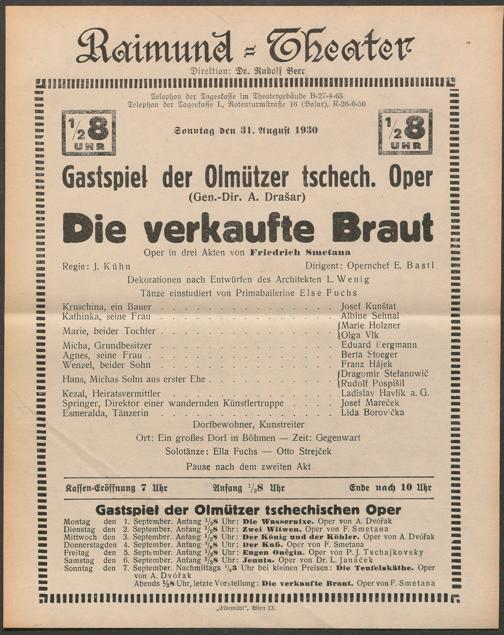 Raimund-Theater
Direktion: Dr. Rudolf Beer
Telephon der Tageskasse im Theatergebäude B-27-4-65
Telephon der Tageskasse I., Rotenturmstraße 16 (Basar), R-26-0-50
1/2 8 UHR
Sonntag den 31. August 1930
1/2 8 UHR
Gastspiel der Olmützer tschech. Oper
(Gen.-Dir. A. Drašar)
Die verkaufte Braut
Oper in drei Akten von Friedrich Smetana
Regie: J. Kühn Dirigent: Opernchef E. Bastl
Dekorationen nach Entwürfen des Architekten L. Wenig
Tänze einstudiert von Primaballerine Else Fuchs
Kruschina, ein Bauer . . . . . Josef Kunštat
Kathinka, seine Frau . . . . . Albine Sehnal
Marie, beider Tochter . . . . . {Marie Holzner
{Olga Vlk
Micha, Grundbesitzer . . . . . Eduard Bergmann
Agnes, seine Frau . . . . . Berta Stoeger
Wenzel, beider Sohn . . . . . Franz Hájek
Hans, Michas Sohn aus erster Ehe . . . . . {Dragomir Stefanowič
{Rudolf Pospišil
Kezal, Heiratsvermittler . . . . . Ladislav Havlik a. G.
Springer, Direktor einer wandernden Künstlertruppe . . . . . Josef Mareček
Esmeralda, Tänzerin . . . . . Lida Borovička
Dorfbewohner, Kunstreiter
Ort: Ein großes Dorf in Böhmen — Zeit: Gegenwart
Solotänze: Ella Fuchs — Otto Strejček
Pause nach dem zweiten Akt
Kassen-Eröffnung 7 Uhr Anfang 1/2 8 Uhr Ende nach 10 Uhr
Gastspiel der Olmützer tschechischen Oper
Montag den 1. September. Anfang 1/2 8 Uhr: Die Wassernixe. Oper von A. Dvořák
Dienstag den 2. September. Anfang 1/2 8 Uhr: Zwei Witwen. Oper von F. Smetana
Mittwoch den 3. September. Anfang 1/2 8 Uhr: Der König und der Köhler. Oper von A. Dvořák
Donnerstag den 4. September. Anfang 1/2 8 Uhr: Der Kuß. Oper von F. Smetana
Freitag den 5. September. Anfang 1/2 8 Uhr: Eugen Onĕgin. Oper von P. J. Tschajkovsky
Samstag den 6. September. Anfang 1/2 8 Uhr: Jenufa. Oper von Dr. L. Janáček
Sonntag den 7. September. Nachmittags 1/2 3 Uhr bei kleinen Preisen: Die Teufelskäthe. Oper
von A. Dvořák
Abends 1/2 8 Uhr, letzte Vorstellung: Die verkaufte Braut. Oper von F. Smetana
„Elbemühl", Wien IX.